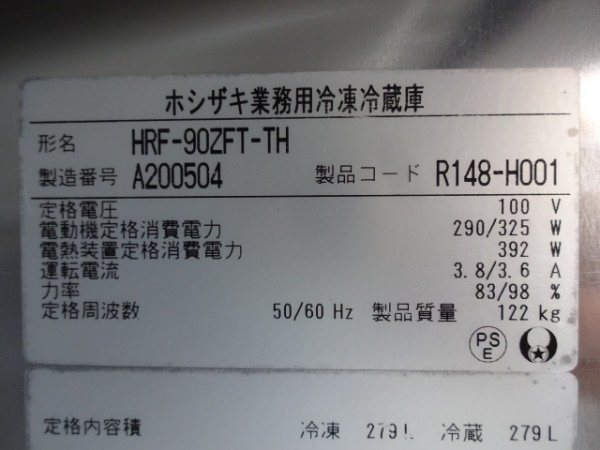 ホシザキ業務用冷凍冷蔵庫
形名 HRF-90ZFT-TH
製造番号 A200504 製品コード R148-H001
定格電圧 100 V
電動機定格消費電力 290/325 W
電熱装置定格消費電力 392 W
運転電流 3.8/3.6 A
力率 83/98 %
定格周波数 50/60 Hz 製品質量 122 kg
PS
E
定格内容積 冷凍 279L 冷蔵 279L